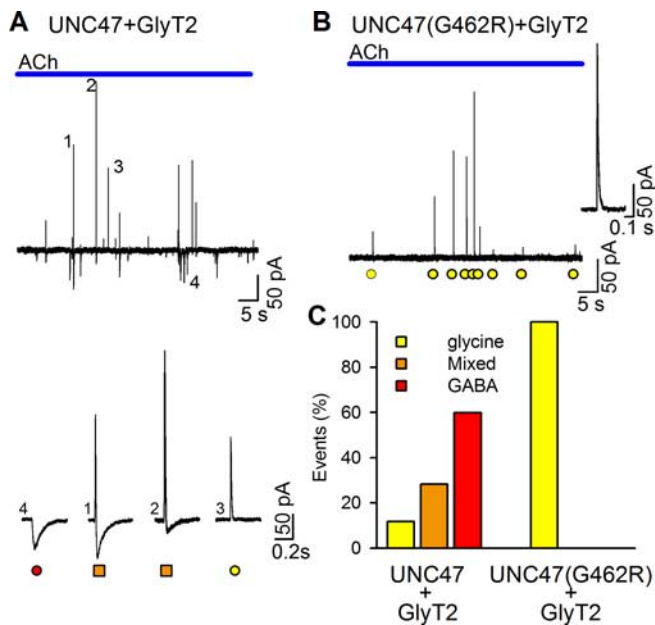 A UNC47+GlyT2
ACh
1
2
3
4
50 pA
5 s
4
1
2
3
50 pA
0.2s
B UNC47(G462R)+GlyT2
ACh
50 pA
0.1 s
50 pA
5 s
C
100
80
60
40
20
0
Events (%)
glycine
Mixed
GABA
UNC47
+
GlyT2
UNC47(G462R)
+
GlyT2